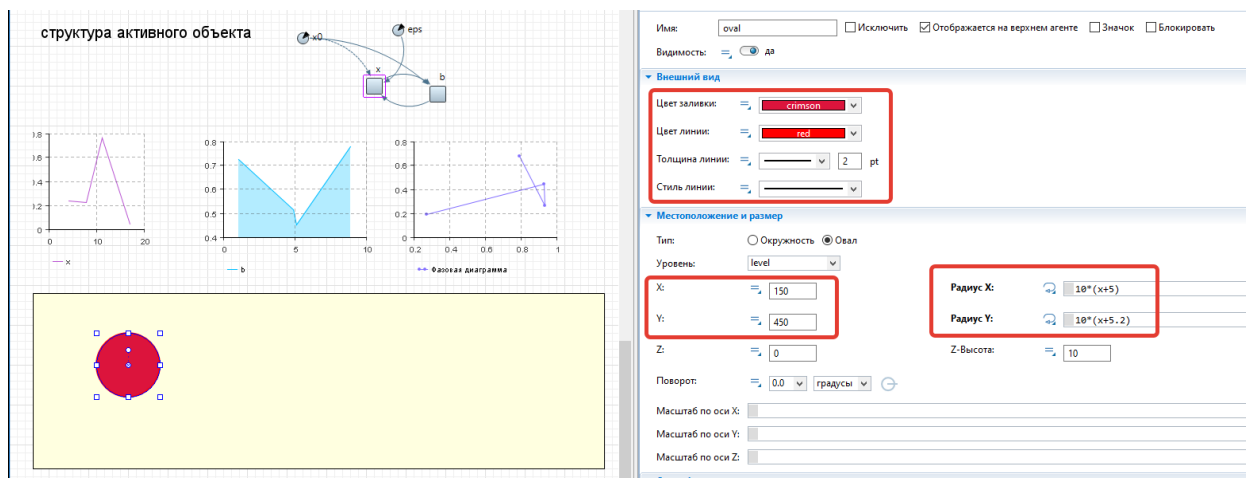 структура активного объекта
x0
eps
x
b
0.8
0.6
0.4
0.2
0
0 10 20
x
0.8
0.7
0.6
0.5
0.4
0 5 10
b
0.8
0.6
0.4
0.2
0
0.2 0.4 0.6 0.8 1
Фазовая диаграмма
Имя: oval Исключить Отображается на верхнем агенте Значок Блокировать
Видимость: да
Внешний вид
Цвет заливки: crimson
Цвет линии: red
Толщина линии: 2 pt
Стиль линии:
Местоположение и размер
Тип: Окружность Овал
Уровень: level
X: 150 Радиус X: 10*(x+5)
Y: 450 Радиус Y: 10*(x+5.2)
Z: 0 Z-Высота: 10
Поворот: 0.0 градусы
Масштаб по оси X:
Масштаб по оси Y:
Масштаб по оси Z: